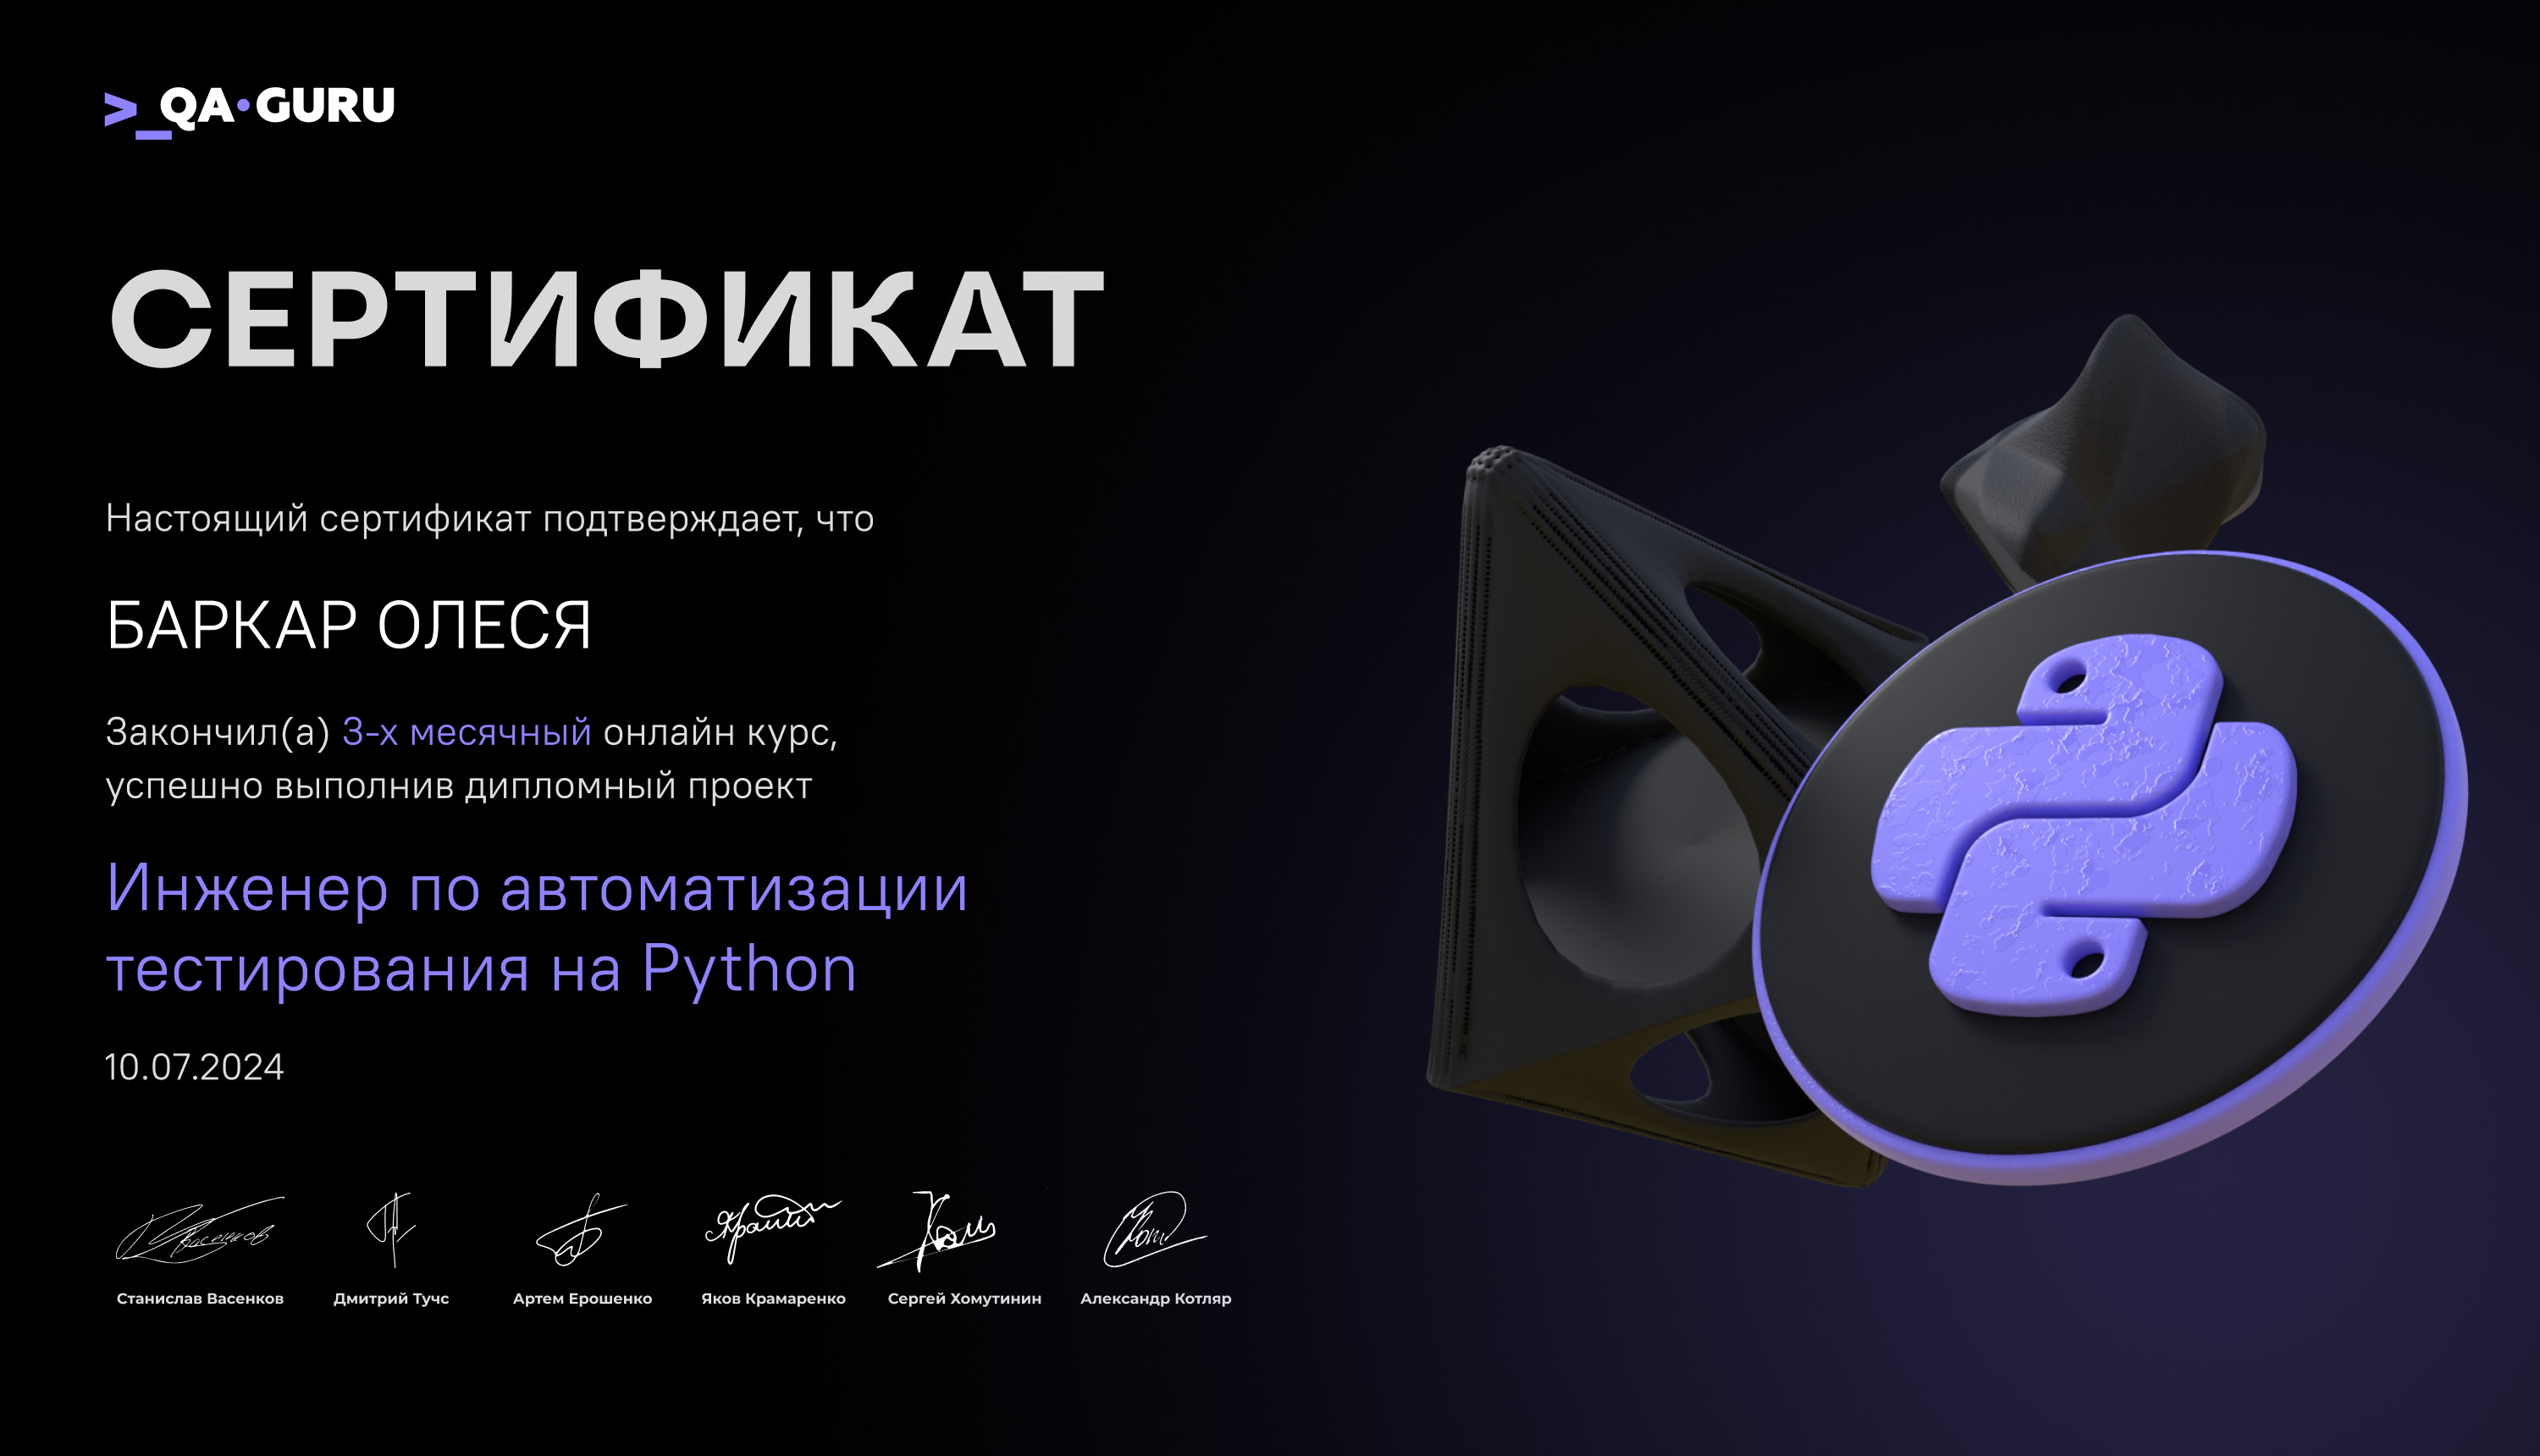 >_QA•GURU
СЕРТИФИКАТ
Настоящий сертификат подтверждает, что
БАРКАР ОЛЕСЯ
Закончил(а) 3-х месячный онлайн курс,
успешно выполнив дипломный проект
Инженер по автоматизации
тестирования на Python
10.07.2024
Станислав Васенков Дмитрий Тучс Артем Ерошенко Яков Крамаренко Сергей Хомутинин Александр Котляр